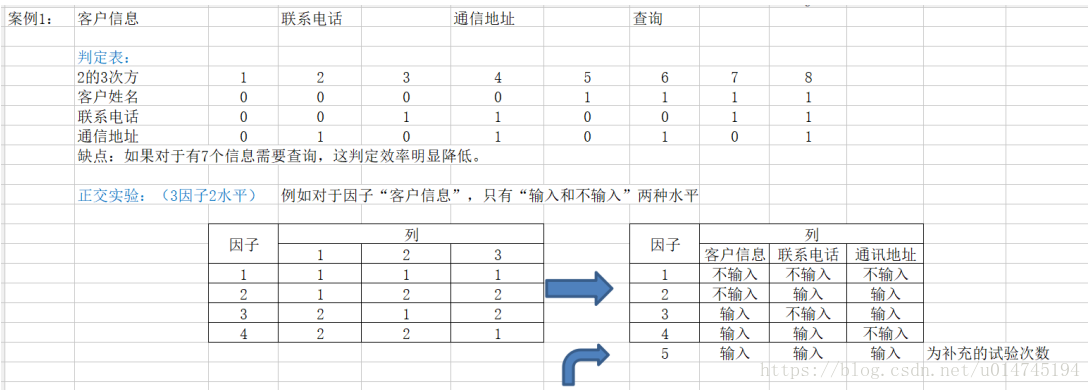 案例1: 客户信息 联系电话 通信地址 查询
判定表:
2的3次方 1 2 3 4 5 6 7 8
客户姓名 0 0 0 0 1 1 1 1
联系电话 0 0 1 1 0 0 1 1
通信地址 0 1 0 1 0 1 0 1
缺点: 如果对于有7个信息需要查询，这判定效率明显降低。
正交实验: （3因子2水平） 例如对于因子“客户信息”，只有“输入和不输入”两种水平
因子 列
1 2 3
1 1 1 1
2 1 2 2
3 2 1 2
4 2 2 1
因子 列
客户信息 联系电话 通讯地址
1 不输入 不输入 不输入
2 不输入 输入 输入
3 输入 不输入 输入
4 输入 输入 不输入
5 输入 输入 输入 为补充的试验次数
https://blog.csdn.net/u014745194